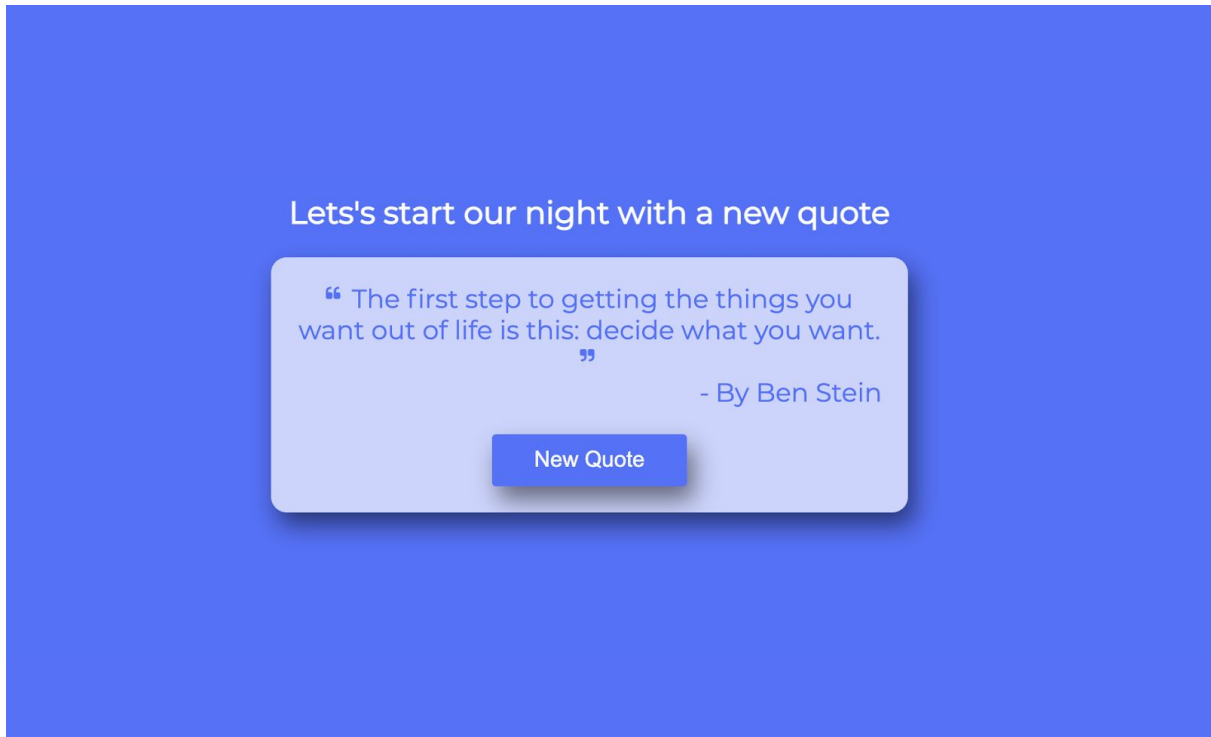 Lets's start our night with a new quote
❝ The first step to getting the things you
want out of life is this: decide what you want.
❞
- By Ben Stein
New Quote